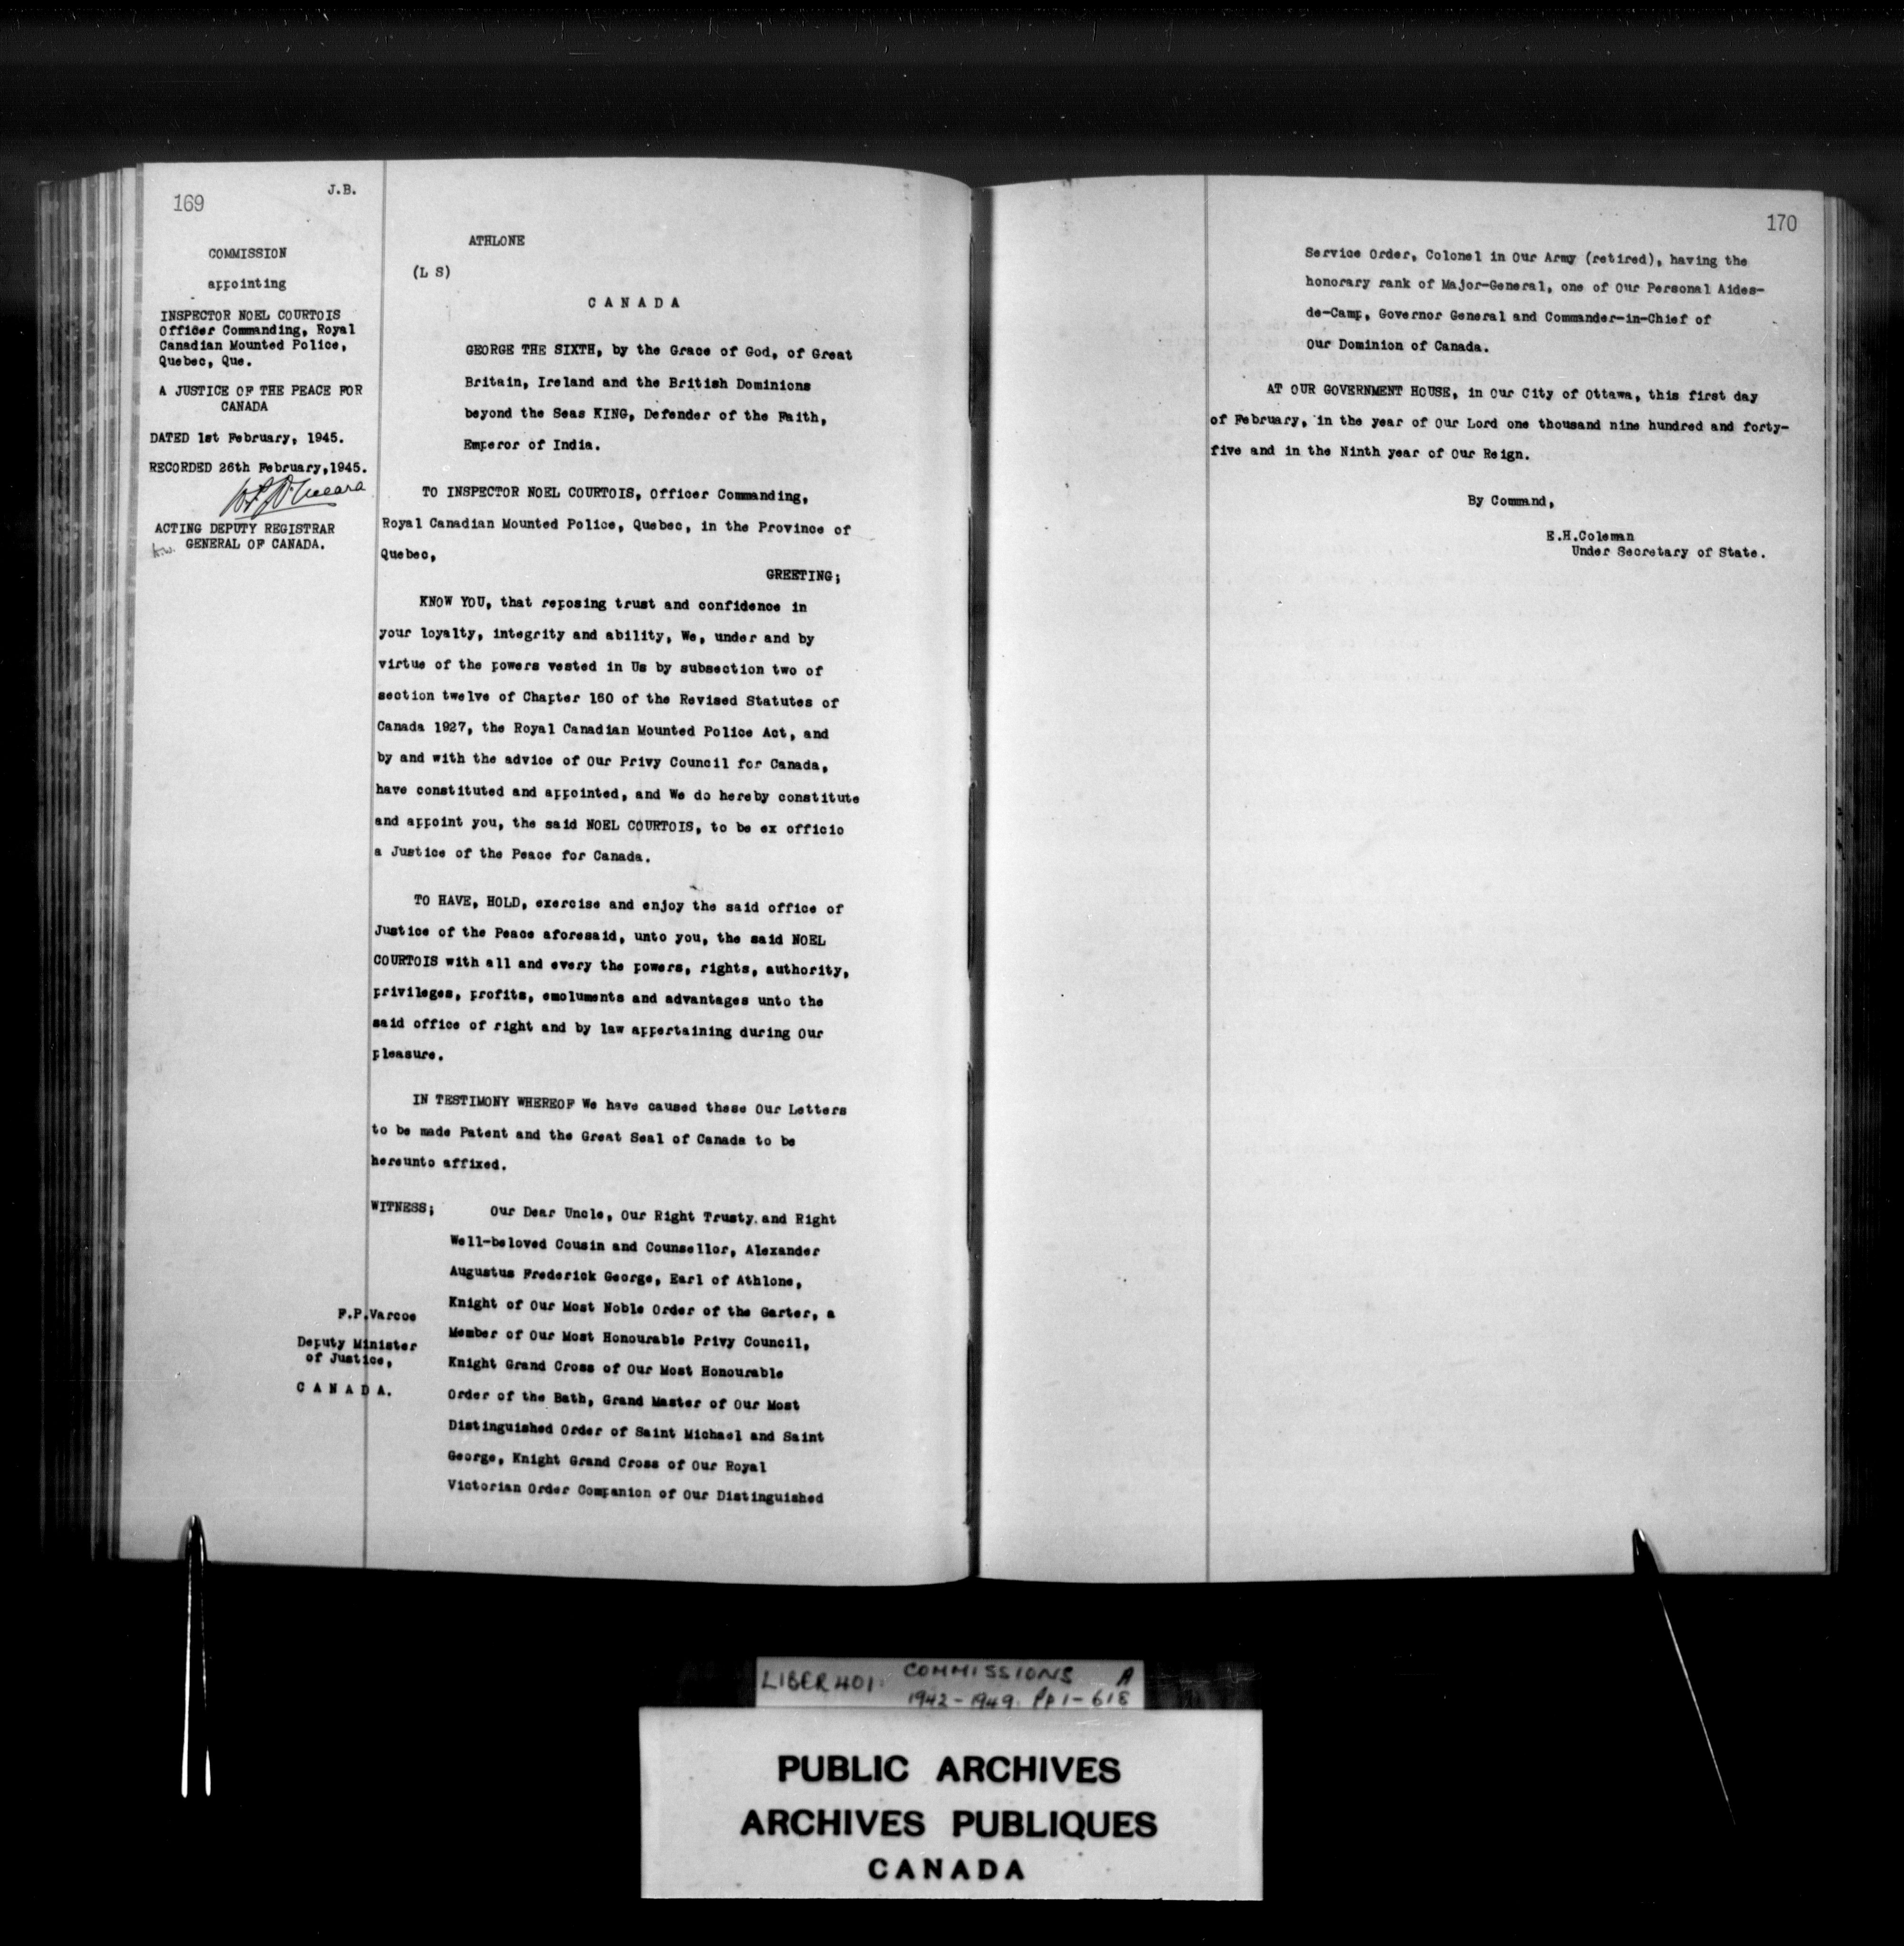 169
J.B.
COMMISSION
appointing
INSPECTOR NOEL COURTOIS
Officer Commanding, Royal
Canadian Mounted Police,
Quebec, Que.
A JUSTICE OF THE PEACE FOR
CANADA
DATED 1st February, 1945.
RECORDED 26th February,1945.
ACTING DEPUTY REGISTRAR
GENERAL OF CANADA.
ATHLONE
(L S)
C A N A D A
GEORGE THE SIXTH, by the Grace of God, of Great
Britain, Ireland and the British Dominions
beyond the Seas KING, Defender of the Faith,
Emperor of India.
TO INSPECTOR NOEL COURTOIS, Officer Commanding,
Royal Canadian Mounted Police, Quebec, in the Province of
Quebec,
GREETING;
KNOW YOU, that reposing trust and confidence in
your loyalty, integrity and ability, We, under and by
virtue of the powers vested in Us by subsection two of
section twelve of Chapter 160 of the Revised Statutes of
Canada 1927, the Royal Canadian Mounted Police Act, and
by and with the advice of Our Privy Council for Canada,
have constituted and appointed, and We do hereby constitute
and appoint you, the said NOEL COURTOIS, to be ex officio
a Justice of the Peace for Canada.
TO HAVE, HOLD, exercise and enjoy the said office of
Justice of the Peace aforesaid, unto you, the said NOEL
COURTOIS with all and every the powers, rights, authority,
privileges, profits, emoluments and advantages unto the
said office of right and by law appertaining during Our
pleasure.
IN TESTIMONY WHEREOF We have caused these Our Letters
to be made Patent and the Great Seal of Canada to be
hereunto affixed.
WITNESS; Our Dear Uncle, Our Right Trusty and Right
Well-beloved Cousin and Counsellor, Alexander
Augustus Frederick George, Earl of Athlone,
Knight of Our Most Noble Order of the Garter, a
Member of Our Most Honourable Privy Council,
Knight Grand Cross of Our Most Honourable
Order of the Bath, Grand Master of Our Most
Distinguished Order of Saint Michael and Saint
George, Knight Grand Cross of Our Royal
Victorian Order Companion of Our Distinguished
F.P.Varcoe
Deputy Minister
of Justice,
C A N A D A.
170
Service Order, Colonel in Our Army (retired), having the
honorary rank of Major-General, one of Our Personal Aides-
de-Camp, Governor General and Commander-in-Chief of
Our Dominion of Canada.
AT OUR GOVERNMENT HOUSE, in Our City of Ottawa, this first day
of February, in the year of Our Lord one thousand nine hundred and forty-
five and in the Ninth year of Our Reign.
By Command,
E.H.Coleman
Under Secretary of State.
LIBER 401. COMMISSIONS A
1942-1949. Pp 1-618
PUBLIC ARCHIVES
ARCHIVES PUBLIQUES
CANADA